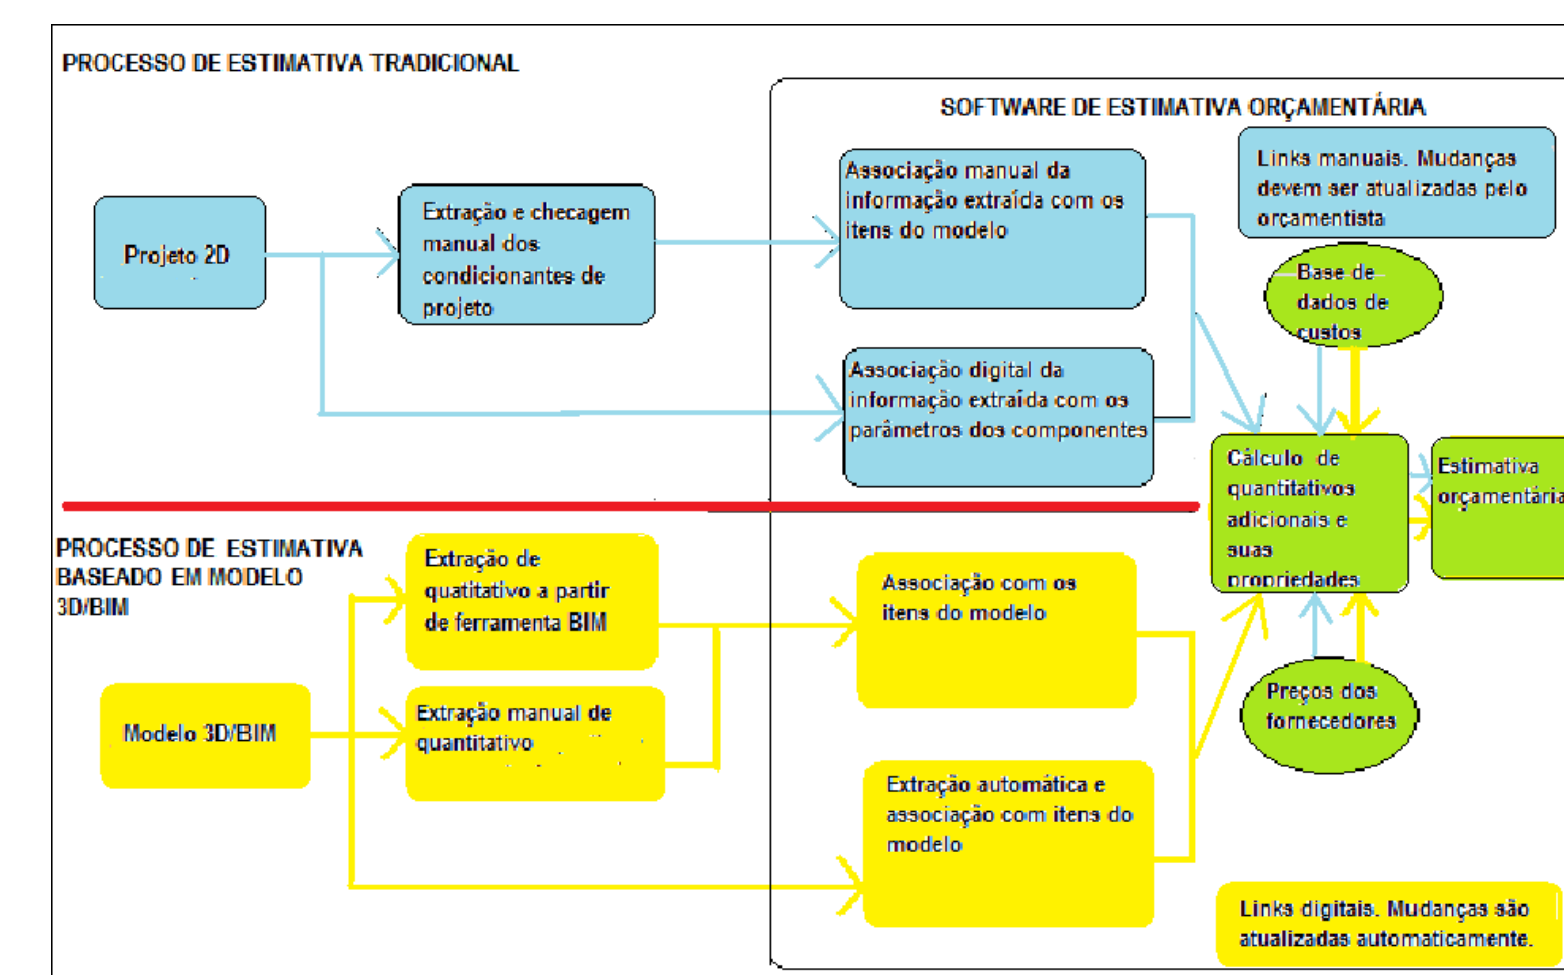 PROCESSO DE ESTIMATIVA TRADICIONAL
SOFTWARE DE ESTIMATIVA ORÇAMENTÁRIA
Projeto 2D
Extração e checagem
manual dos
condicionantes de
projeto
Associação manual da
informação extraída com os
itens do modelo
Links manuais. Mudanças
devem ser atualizadas pelo
orçamentista
Base de
dados de
custos
Associação digital da
informação extraída com os
parâmetros dos componentes
Cálculo de
quantitativos
adicionais e
suas
propriedades
Estimativa
orçamentária
PROCESSO DE ESTIMATIVA
BASEADO EM MODELO
3D/BIM
Extração de
quatitativo a partir
de ferramenta BIM
Associação com os
itens do modelo
Modelo 3D/BIM
Extração manual de
quantitativo
Preços dos
fornecedores
Extração automática e
associação com itens do
modelo
Links digitais. Mudanças são
atualizadas automaticamente.